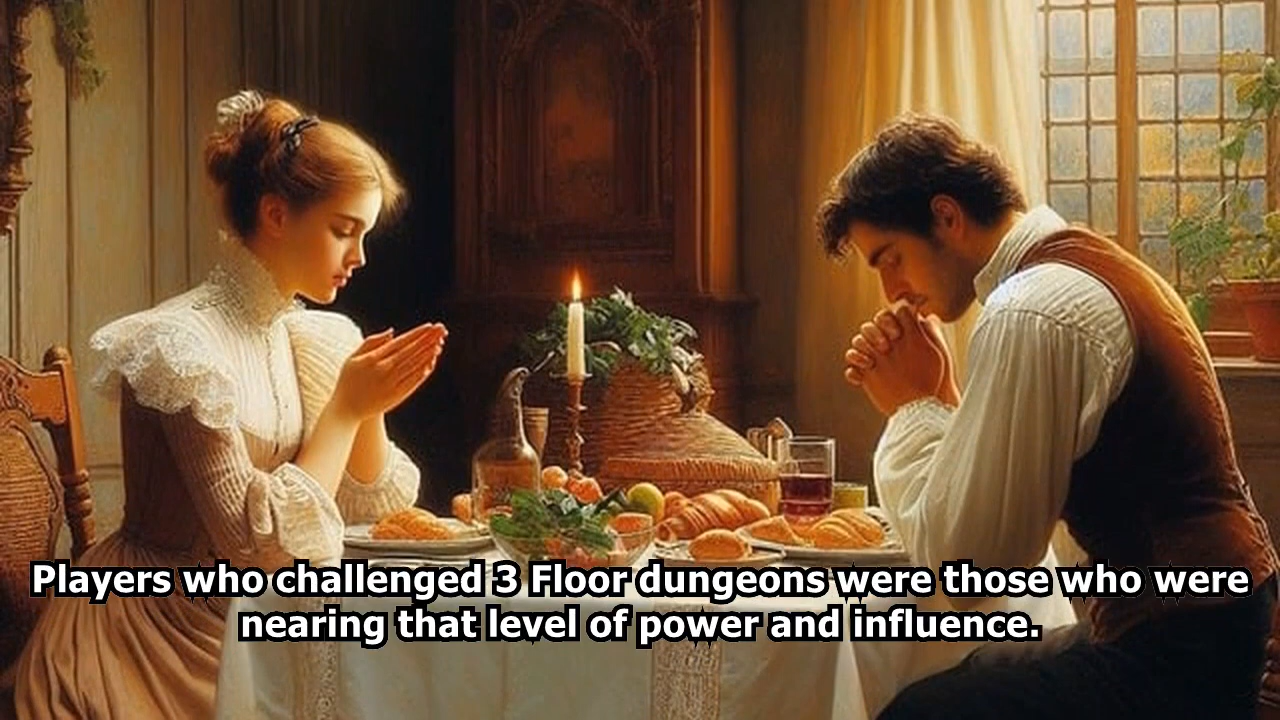 Players who challenged 3 Floor dungeons were those who were
nearing that level of power and influence.